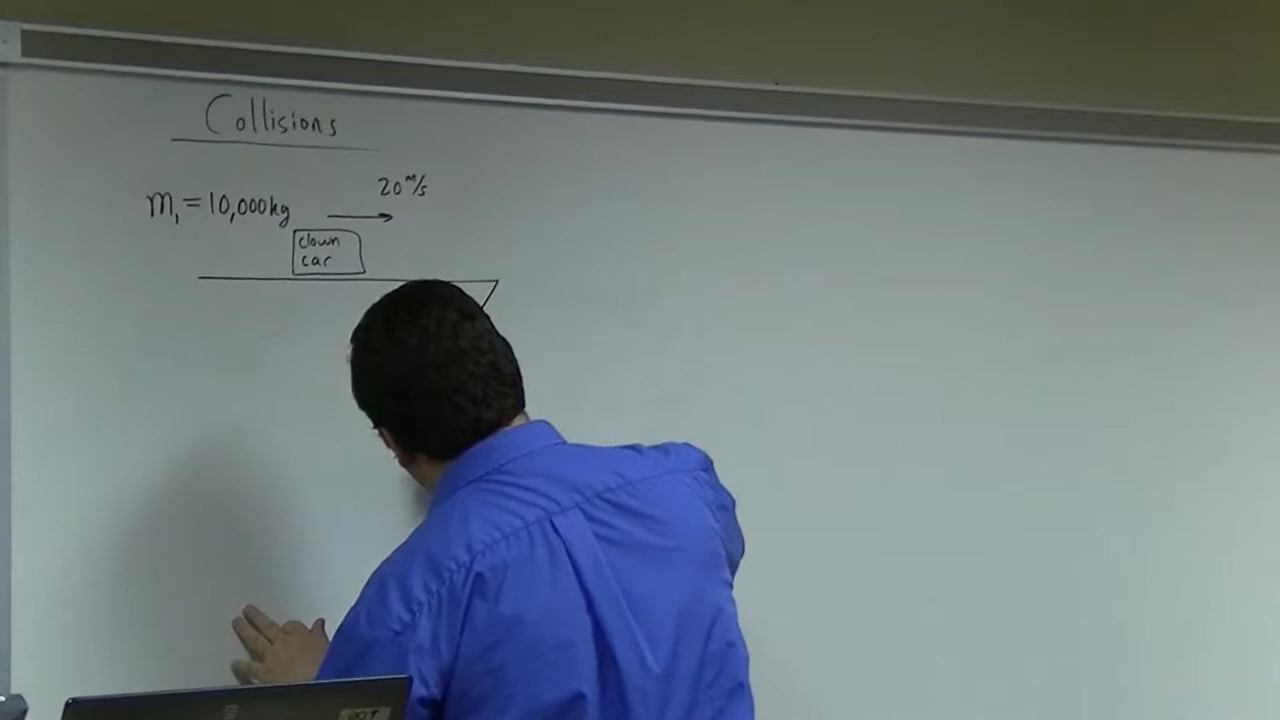 Collisions
20 m/s
m₁ = 10,000kg
clown
car